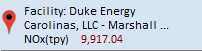 Facility: Duke Energy
Carolinas, LLC - Marshall ...
NOx(tpy) 9,917.04